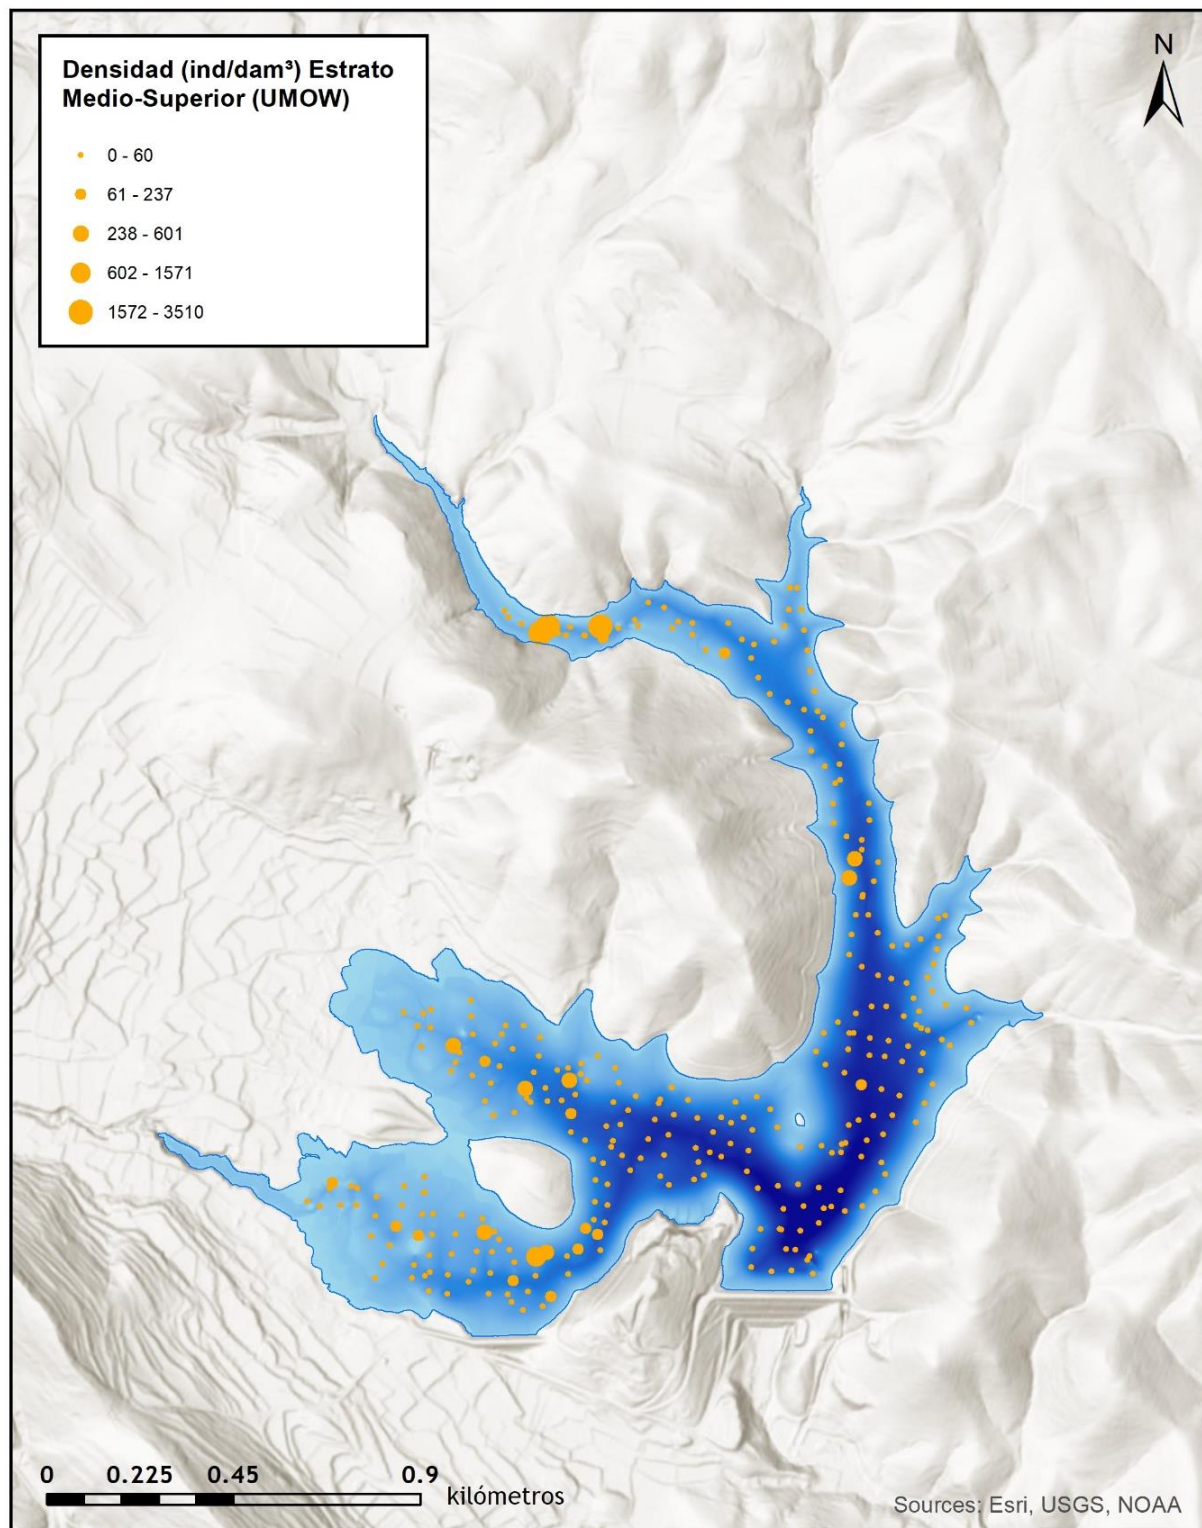 Densidad (ind/dam³) Estrato
Medio-Superior (UMOW)
0 - 60
61 - 237
238 - 601
602 - 1571
1572 - 3510
N
0 0.225 0.45 0.9
kilómetros
Sources: Esri, USGS, NOAA